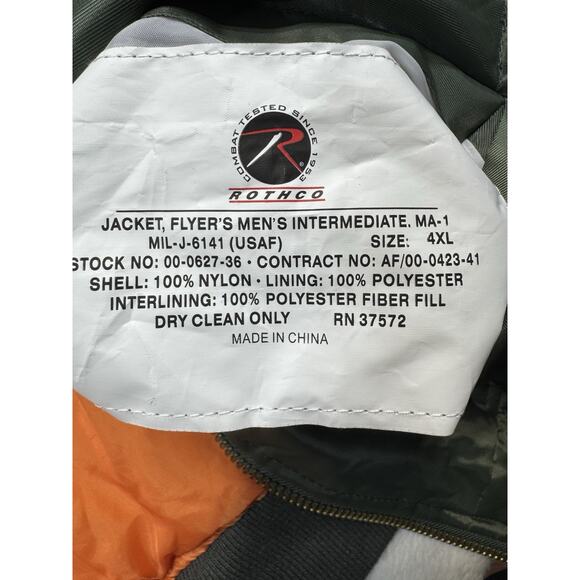 COMBAT TESTED SINCE 1953
R
ROTHCO
JACKET, FLYER'S MEN'S INTERMEDIATE. MA-1
MIL-J-6141 (USAF) SIZE: 4XL
STOCK NO: 00-0627-36 • CONTRACT NO: AF/00-0423-41
SHELL: 100% NYLON • LINING: 100% POLYESTER
INTERLINING: 100% POLYESTER FIBER FILL
DRY CLEAN ONLY RN 37572
MADE IN CHINA